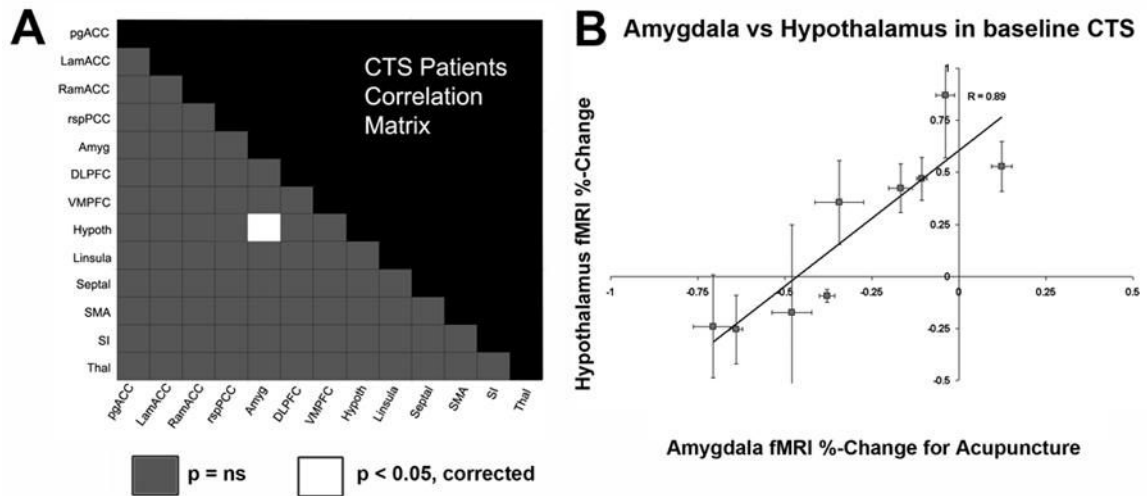 A
pgACC
LamACC
RamACC
rspPCC
Amyg
DLPFC
VMPFC
Hypoth
Linsula
Septal
SMA
SI
Thal
CTS Patients
Correlation
Matrix
pgACC
LamACC
RamACC
rspPCC
Amyg
DLPFC
VMPFC
Hypoth
Linsula
Septal
SMA
SI
Thal
p = ns
p < 0.05, corrected
B
Amygdala vs Hypothalamus in baseline CTS
Hypothalamus fMRI %-Change
1
R = 0.89
0.75
0.5
0.25
0
-1
-0.75
-0.5
-0.25
0
0.25
0.5
-0.25
-0.5
Amygdala fMRI %-Change for Acupuncture